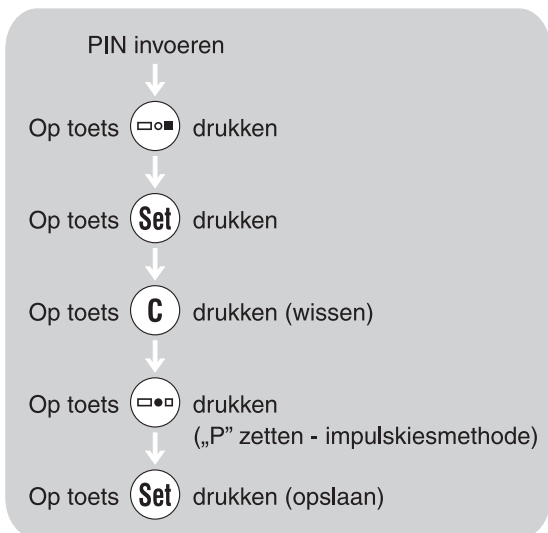 PIN invoeren
Op toets drukken
Op toets Set drukken
Op toets C drukken (wissen)
Op toets drukken
(„P” zetten - impulskiesmethode)
Op toets Set drukken (opslaan)